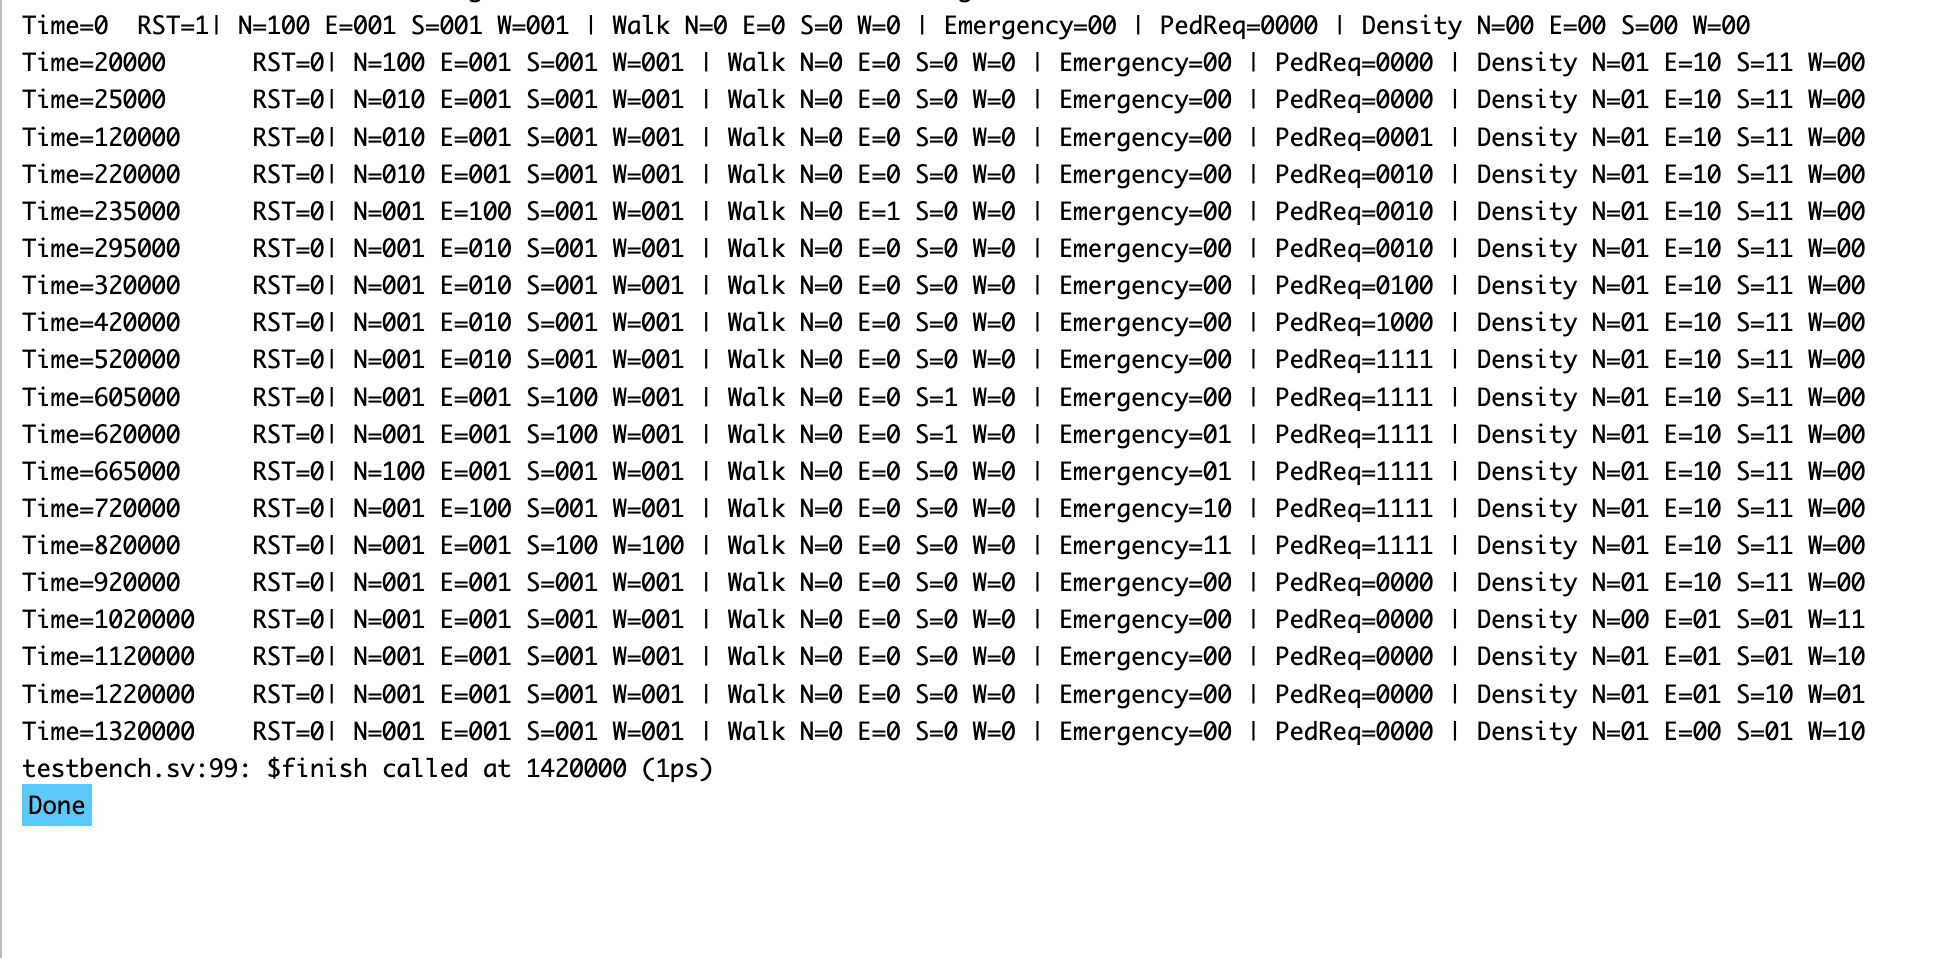 Time=0  RST=1| N=100 E=001 S=001 W=001 | Walk N=0 E=0 S=0 W=0 | Emergency=00 | PedReq=0000 | Density N=00 E=00 S=00 W=00
Time=20000      RST=0| N=100 E=001 S=001 W=001 | Walk N=0 E=0 S=0 W=0 | Emergency=00 | PedReq=0000 | Density N=01 E=10 S=11 W=00
Time=25000      RST=0| N=010 E=001 S=001 W=001 | Walk N=0 E=0 S=0 W=0 | Emergency=00 | PedReq=0000 | Density N=01 E=10 S=11 W=00
Time=120000     RST=0| N=010 E=001 S=001 W=001 | Walk N=0 E=0 S=0 W=0 | Emergency=00 | PedReq=0001 | Density N=01 E=10 S=11 W=00
Time=220000     RST=0| N=010 E=001 S=001 W=001 | Walk N=0 E=0 S=0 W=0 | Emergency=00 | PedReq=0010 | Density N=01 E=10 S=11 W=00
Time=235000     RST=0| N=001 E=100 S=001 W=001 | Walk N=0 E=1 S=0 W=0 | Emergency=00 | PedReq=0010 | Density N=01 E=10 S=11 W=00
Time=295000     RST=0| N=001 E=010 S=001 W=001 | Walk N=0 E=0 S=0 W=0 | Emergency=00 | PedReq=0010 | Density N=01 E=10 S=11 W=00
Time=320000     RST=0| N=001 E=010 S=001 W=001 | Walk N=0 E=0 S=0 W=0 | Emergency=00 | PedReq=0100 | Density N=01 E=10 S=11 W=00
Time=420000     RST=0| N=001 E=010 S=001 W=001 | Walk N=0 E=0 S=0 W=0 | Emergency=00 | PedReq=1000 | Density N=01 E=10 S=11 W=00
Time=520000     RST=0| N=001 E=010 S=001 W=001 | Walk N=0 E=0 S=0 W=0 | Emergency=00 | PedReq=1111 | Density N=01 E=10 S=11 W=00
Time=605000     RST=0| N=001 E=001 S=100 W=001 | Walk N=0 E=0 S=1 W=0 | Emergency=00 | PedReq=1111 | Density N=01 E=10 S=11 W=00
Time=620000     RST=0| N=001 E=001 S=100 W=001 | Walk N=0 E=0 S=1 W=0 | Emergency=01 | PedReq=1111 | Density N=01 E=10 S=11 W=00
Time=665000     RST=0| N=100 E=001 S=001 W=001 | Walk N=0 E=0 S=0 W=0 | Emergency=01 | PedReq=1111 | Density N=01 E=10 S=11 W=00
Time=720000     RST=0| N=001 E=100 S=001 W=001 | Walk N=0 E=0 S=0 W=0 | Emergency=10 | PedReq=1111 | Density N=01 E=10 S=11 W=00
Time=820000     RST=0| N=001 E=001 S=100 W=100 | Walk N=0 E=0 S=0 W=0 | Emergency=11 | PedReq=1111 | Density N=01 E=10 S=11 W=00
Time=920000     RST=0| N=001 E=001 S=001 W=001 | Walk N=0 E=0 S=0 W=0 | Emergency=00 | PedReq=0000 | Density N=01 E=10 S=11 W=00
Time=1020000    RST=0| N=001 E=001 S=001 W=001 | Walk N=0 E=0 S=0 W=0 | Emergency=00 | PedReq=0000 | Density N=00 E=01 S=01 W=11
Time=1120000    RST=0| N=001 E=001 S=001 W=001 | Walk N=0 E=0 S=0 W=0 | Emergency=00 | PedReq=0000 | Density N=01 E=01 S=01 W=10
Time=1220000    RST=0| N=001 E=001 S=001 W=001 | Walk N=0 E=0 S=0 W=0 | Emergency=00 | PedReq=0000 | Density N=01 E=01 S=10 W=01
Time=1320000    RST=0| N=001 E=001 S=001 W=001 | Walk N=0 E=0 S=0 W=0 | Emergency=00 | PedReq=0000 | Density N=01 E=00 S=01 W=10
testbench.sv:99: $finish called at 1420000 (1ps)
Done